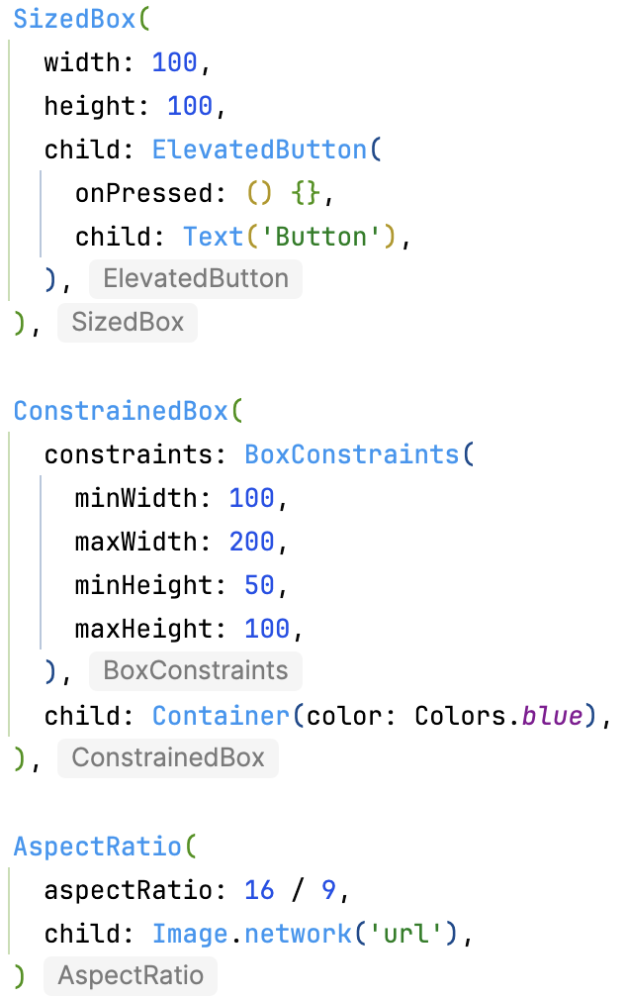 SizedBox(
  width: 100,
  height: 100,
  child: ElevatedButton(
    onPressed: () {},
    child: Text('Button'),
  ), ElevatedButton
), SizedBox

ConstrainedBox(
  constraints: BoxConstraints(
    minWidth: 100,
    maxWidth: 200,
    minHeight: 50,
    maxHeight: 100,
  ), BoxConstraints
  child: Container(color: Colors.blue),
), ConstrainedBox

AspectRatio(
  aspectRatio: 16 / 9,
  child: Image.network('url'),
) AspectRatio